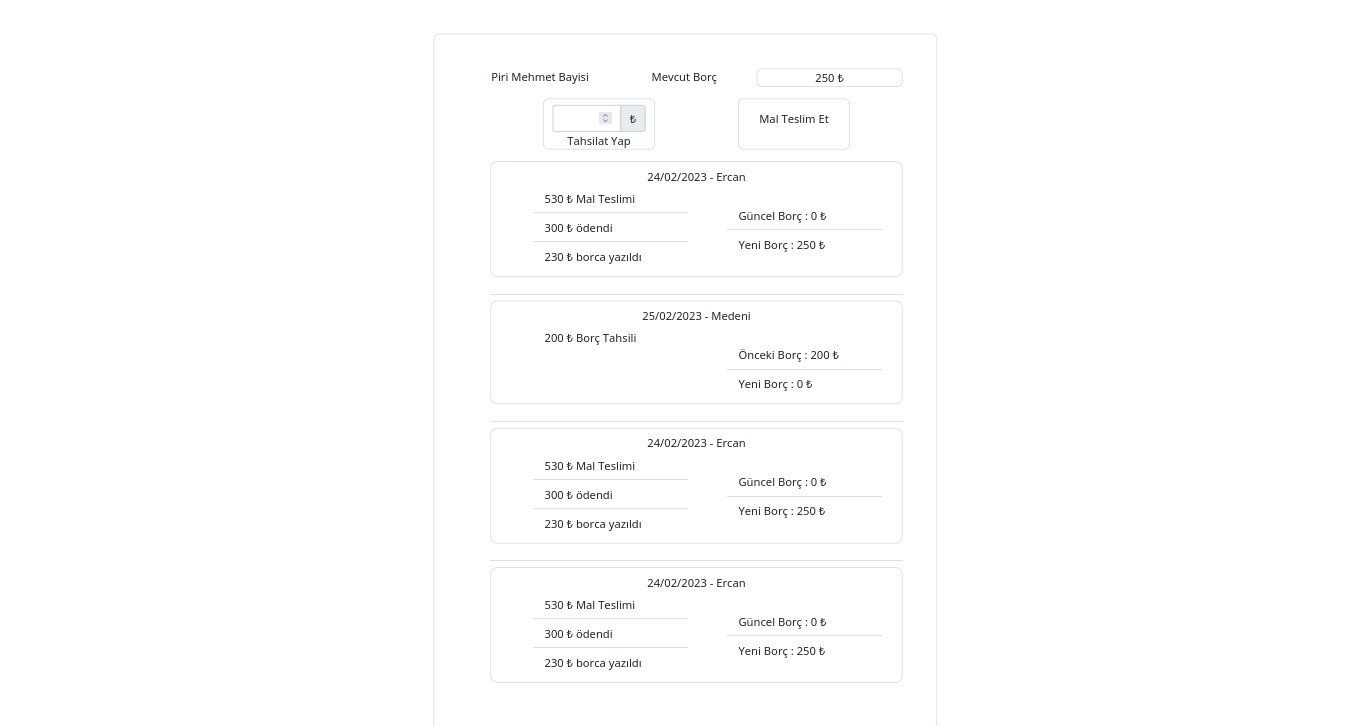 Piri Mehmet Bayisi Mevcut Borç 250 ₺
₺
Tahsilat Yap
Mal Teslim Et
24/02/2023 - Ercan
530 ₺ Mal Teslimi
300 ₺ ödendi
230 ₺ borca yazıldı
Güncel Borç : 0 ₺
Yeni Borç : 250 ₺
25/02/2023 - Medeni
200 ₺ Borç Tahsili
Önceki Borç : 200 ₺
Yeni Borç : 0 ₺
24/02/2023 - Ercan
530 ₺ Mal Teslimi
300 ₺ ödendi
230 ₺ borca yazıldı
Güncel Borç : 0 ₺
Yeni Borç : 250 ₺
24/02/2023 - Ercan
530 ₺ Mal Teslimi
300 ₺ ödendi
230 ₺ borca yazıldı
Güncel Borç : 0 ₺
Yeni Borç : 250 ₺